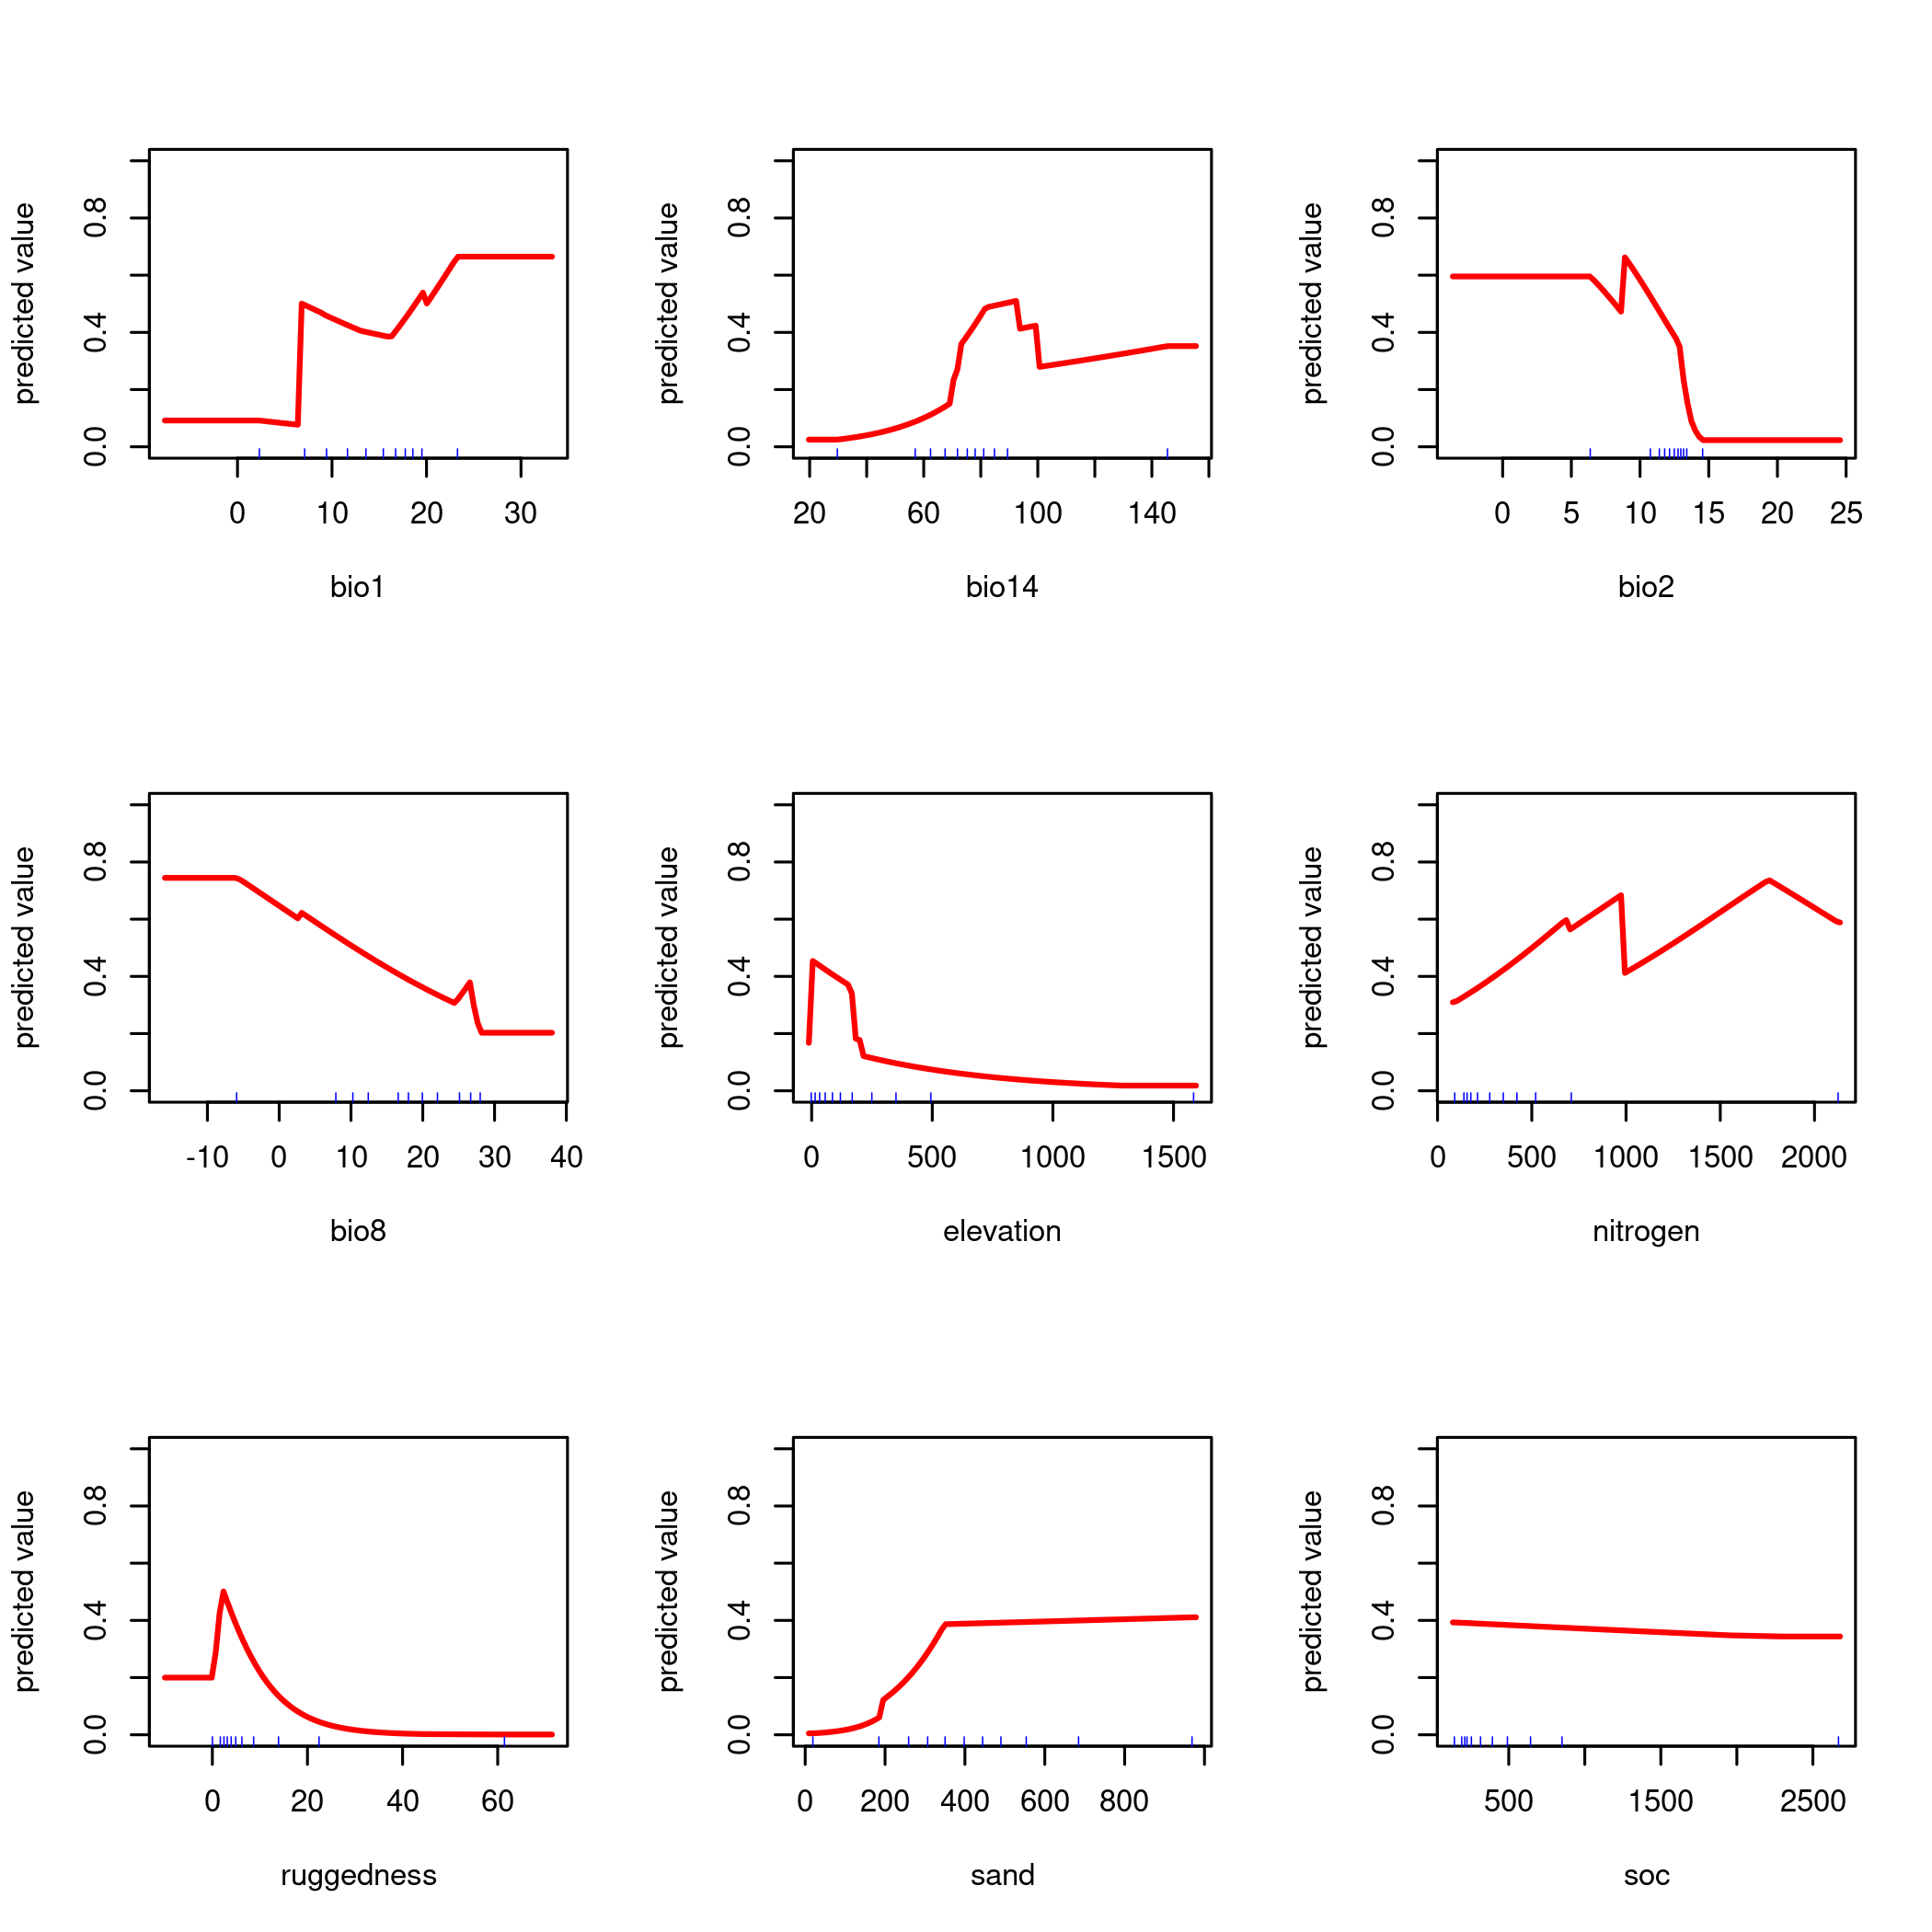 predicted value
0.0 0.4 0.8
0 10 20 30
bio1
predicted value
0.0 0.4 0.8
20 60 100 140
bio14
predicted value
0.0 0.4 0.8
0 5 10 15 20 25
bio2
predicted value
0.0 0.4 0.8
-10 0 10 20 30 40
bio8
predicted value
0.0 0.4 0.8
0 500 1000 1500
elevation
predicted value
0.0 0.4 0.8
0 500 1000 1500 2000
nitrogen
predicted value
0.0 0.4 0.8
0 20 40 60
ruggedness
predicted value
0.0 0.4 0.8
0 200 400 600 800
sand
predicted value
0.0 0.4 0.8
500 1500 2500
soc